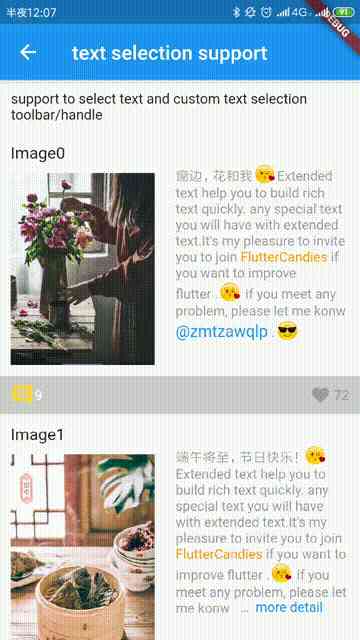 半夜12:07
4G
91
DEBUG
text selection support
support to select text and custom text selection
toolbar/handle
Image0
窗边，花和我 Extended
text help you to build rich
text quickly. any special text
you will have with extended
text.It's my pleasure to invite
you to join FlutterCandies if
you want to improve
flutter . if you meet any
problem, please let me konw
@zmtzawqlp .
9
72
Image1
端午将至，节日快乐！
Extended text help you to
build rich text quickly. any
special text you will have
with extended text.It's my
pleasure to invite you to join
FlutterCandies if you want to
improve flutter . if you
meet any problem, please let
me konw ... more detail